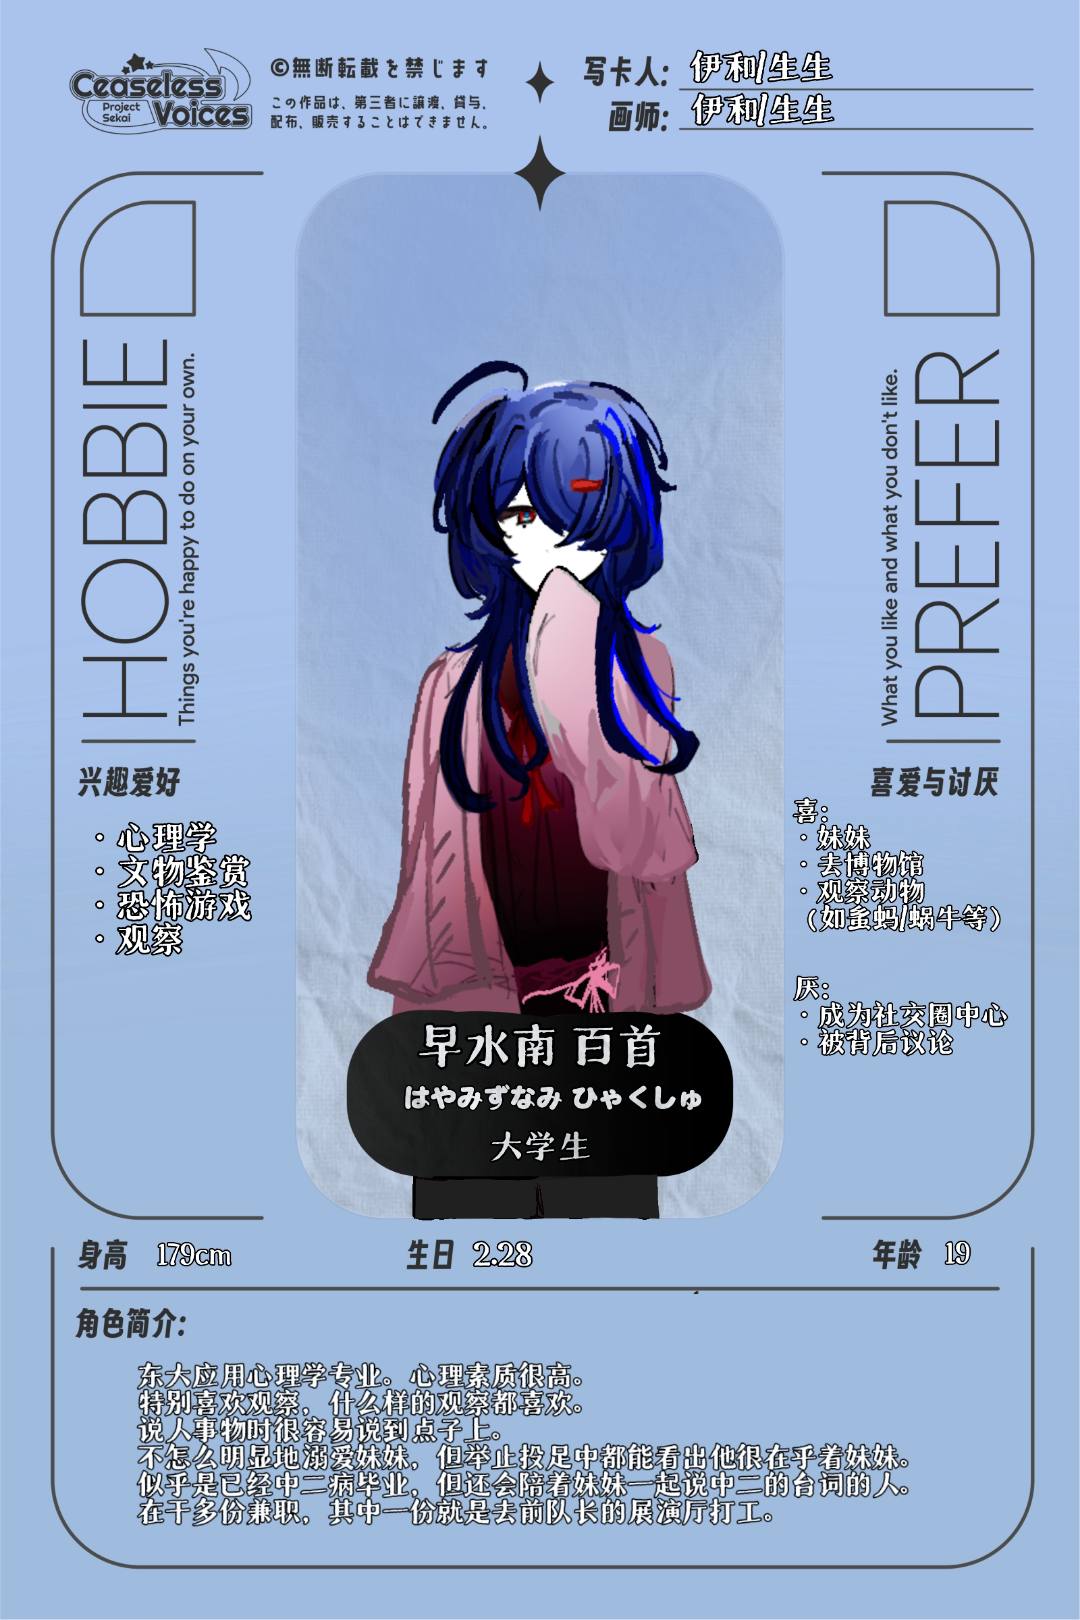 Ceaseless
Project
Sekai
Voices
©無断転載を禁じます
この作品は、第三者に譲渡、貸与、
配布、販売することはできません。
写卡人: 伊和/生生
画师: 伊和/生生
HOBBIE
Things you're happy to do on your own.
兴趣爱好
·心理学
·文物鉴赏
·恐怖游戏
·观察
PREFER
What you like and what you don't like.
喜爱与讨厌
喜:
·妹妹
·去博物馆
·观察动物
(如蚤蚂/蜗牛等)
厌:
·成为社交圈中心
·被背后议论
早水南 百首
はやみずなみ ひゃくしゅ
大学生
身高 179cm
生日 2.28
年龄 19
角色简介:
东大应用心理学专业。心理素质很高。
特别喜欢观察，什么样的观察都喜欢。
说人事物时很容易说到点子上。
不怎么明显地溺爱妹妹，但举止投足中都能看出他很在乎着妹妹。
似乎是已经中二病毕业，但还会陪着妹妹一起说中二的台词的人。
在干多份兼职，其中一份就是去前队长的展演厅打工。